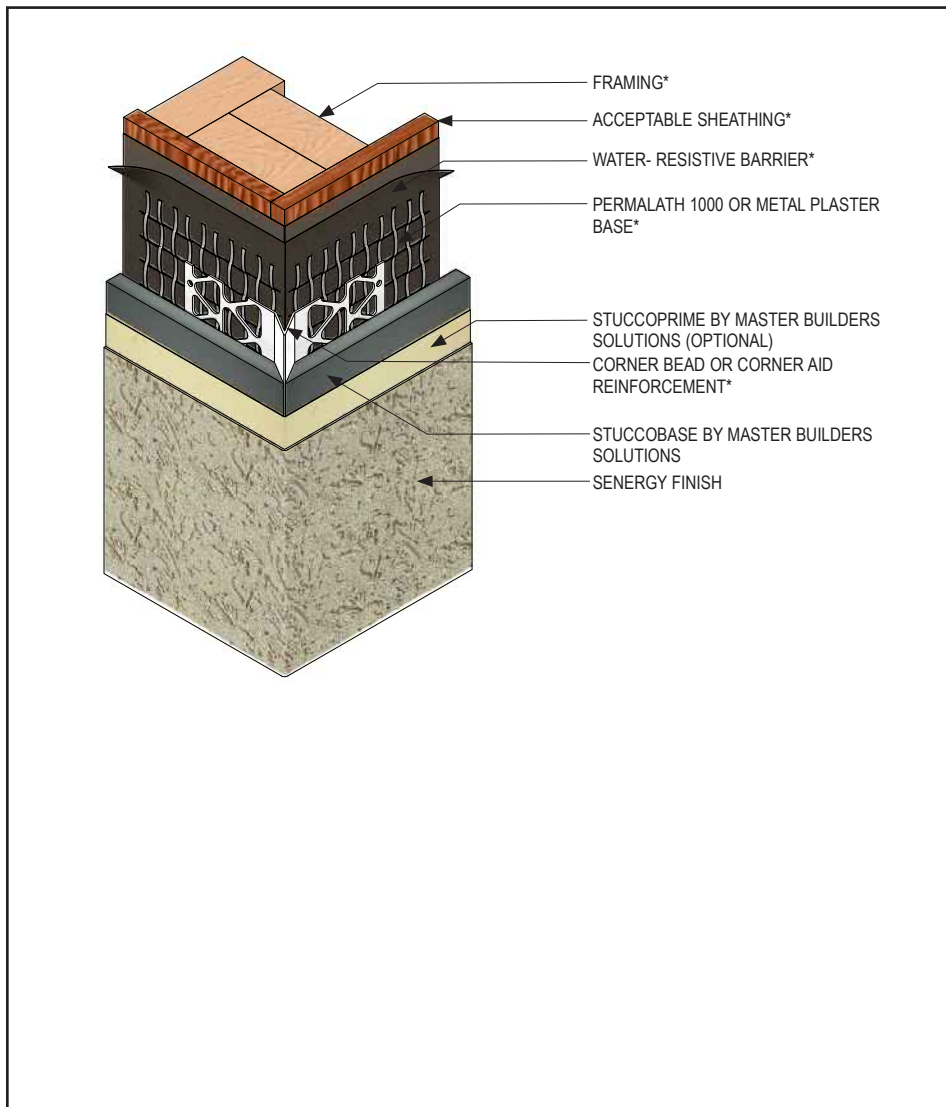 FRAMING*
ACCEPTABLE SHEATHING*
WATER- RESISTIVE BARRIER*
PERMALATH 1000 OR METAL PLASTER
BASE*
STUCCOPRIME BY MASTER BUILDERS
SOLUTIONS (OPTIONAL)
CORNER BEAD OR CORNER AID
REINFORCEMENT*
STUCCOBASE BY MASTER BUILDERS
SOLUTIONS
SENERGY FINISH